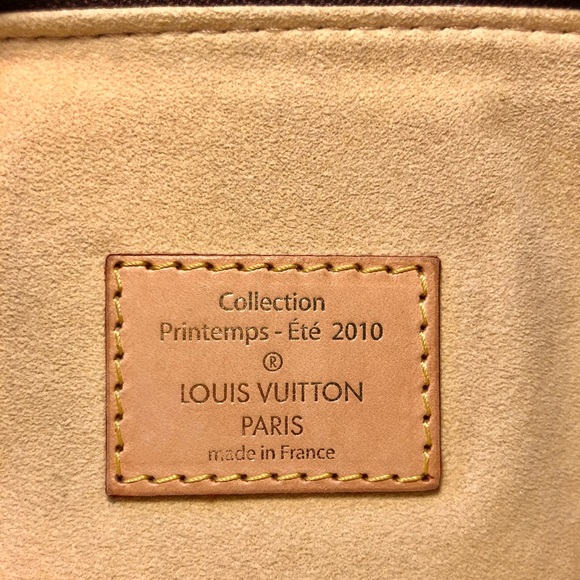 Collection
Printemps - Été 2010
®
LOUIS VUITTON
PARIS
made in France